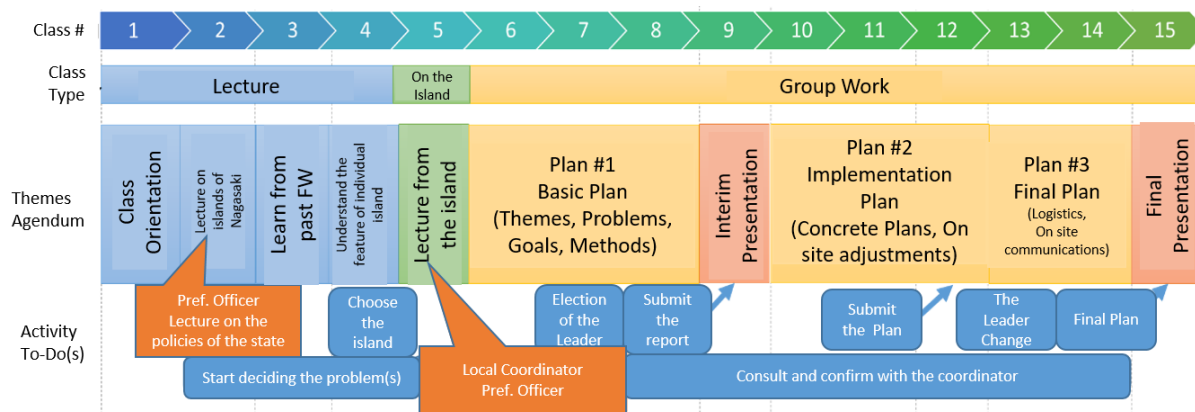 Class #
1
2
3
4
5
6
7
8
9
10
11
12
13
14
15
Class
Type
Lecture
On the
Island
Group Work
Themes
Agendum
Class
Orientation
Lecture on
islands of
Nagasaki
Learn from
past FW
Understand the
feature of individual
island
Lecture from
the island
Plan #1
Basic Plan
(Themes, Problems,
Goals, Methods)
Interim
Presentation
Plan #2
Implementation
Plan
(Concrete Plans, On
site adjustments)
Plan #3
Final Plan
(Logistics,
On site
communications)
Final
Presentation
Activity
To-Do(s)
Pref. Officer
Lecture on the
policies of the state
Choose
the
island
Election
of the
Leader
Submit
the
report
Submit
the Plan
The
Leader
Change
Final Plan
Start deciding the problem(s)
Local Coordinator
Pref. Officer
Consult and confirm with the coordinator